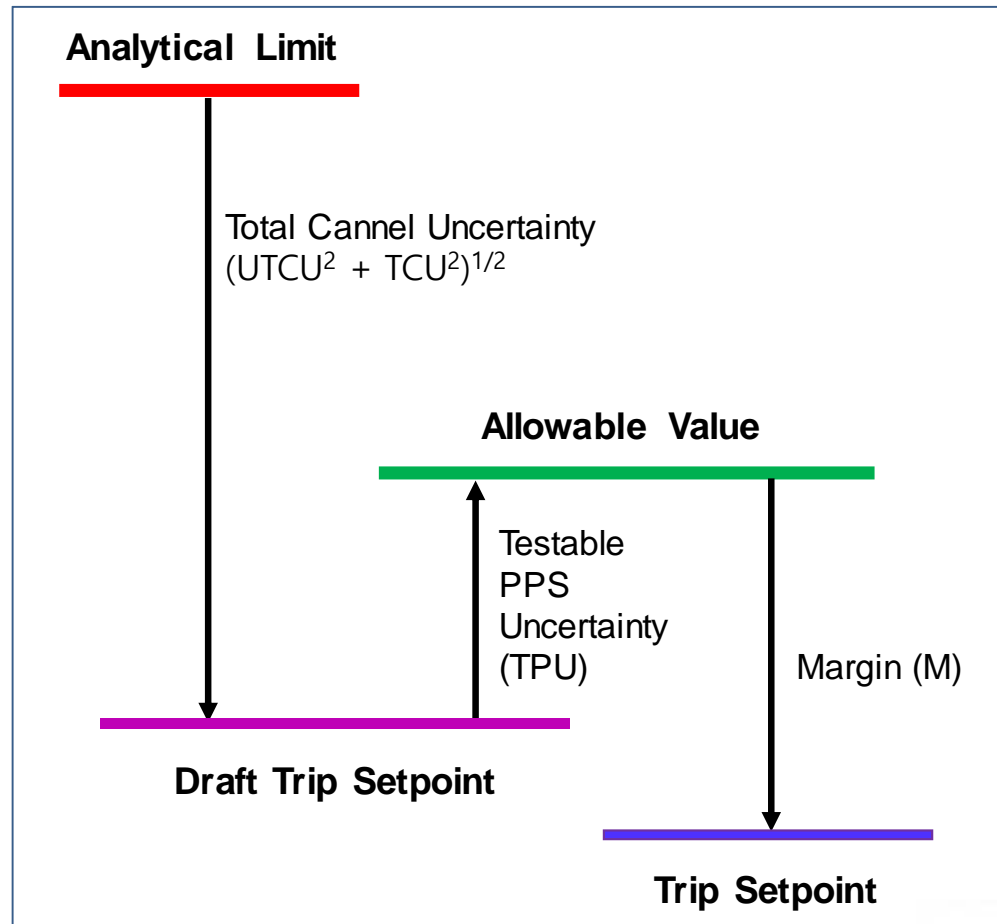 Analytical Limit
Total Cannel Uncertainty
(UTCU² + TCU²)¹/²
Allowable Value
Testable
PPS
Uncertainty
(TPU)
Margin (M)
Draft Trip Setpoint
Trip Setpoint